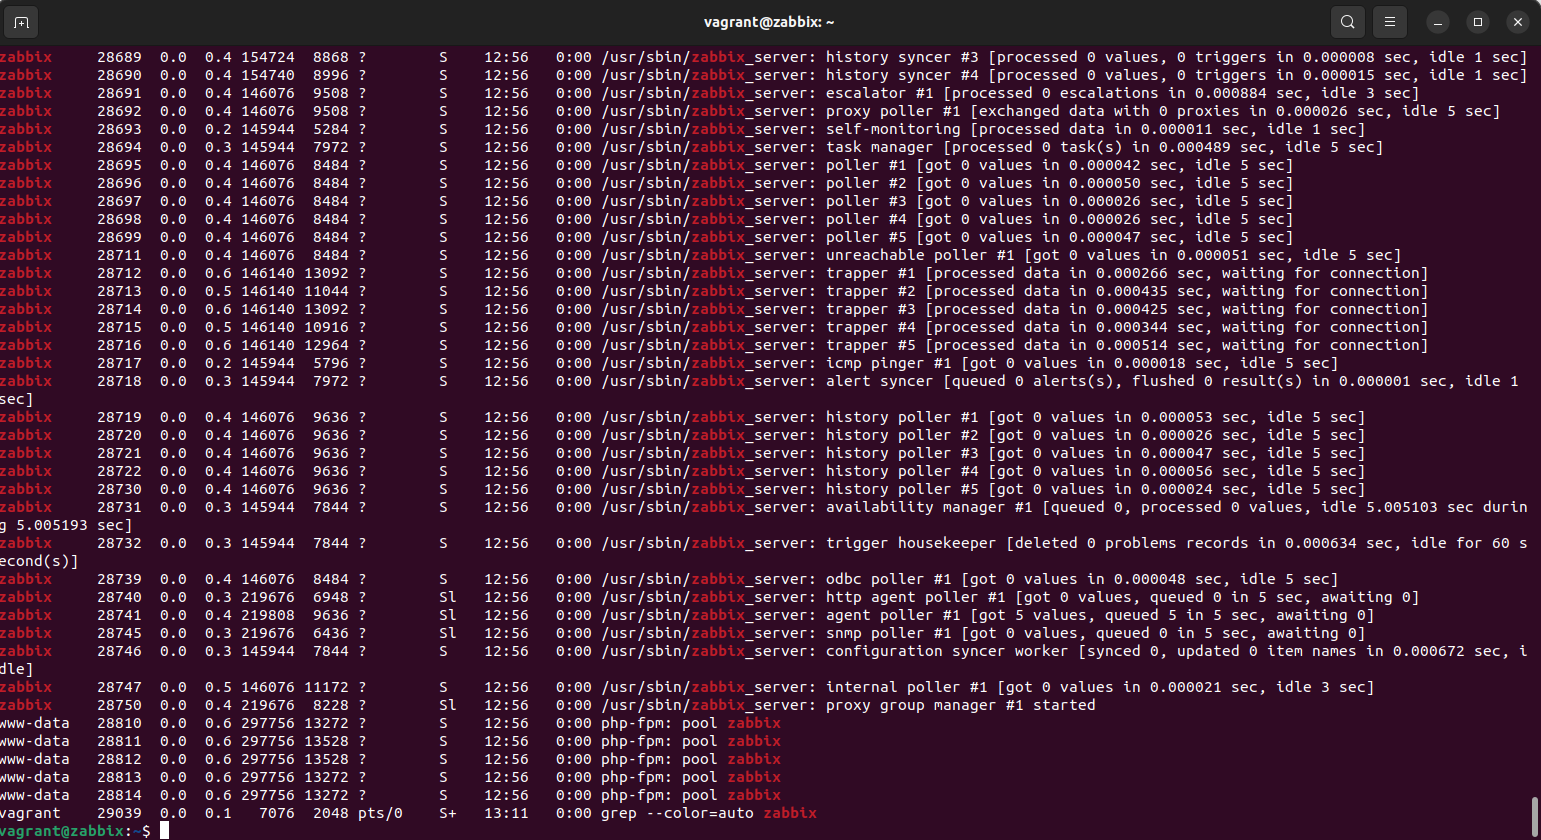 vagrant@zabbix: ~
zabbix     28689  0.0  0.4 154724  8868 ?        S    12:56   0:00 /usr/sbin/zabbix_server: history syncer #3 [processed 0 values, 0 triggers in 0.000008 sec, idle 1 sec]
zabbix     28690  0.0  0.4 154740  8996 ?        S    12:56   0:00 /usr/sbin/zabbix_server: history syncer #4 [processed 0 values, 0 triggers in 0.000015 sec, idle 1 sec]
zabbix     28691  0.0  0.4 146076  9508 ?        S    12:56   0:00 /usr/sbin/zabbix_server: escalator #1 [processed 0 escalations in 0.000884 sec, idle 3 sec]
zabbix     28692  0.0  0.4 146076  9508 ?        S    12:56   0:00 /usr/sbin/zabbix_server: proxy poller #1 [exchanged data with 0 proxies in 0.000026 sec, idle 5 sec]
zabbix     28693  0.0  0.2 145944  5284 ?        S    12:56   0:00 /usr/sbin/zabbix_server: self-monitoring [processed data in 0.000011 sec, idle 1 sec]
zabbix     28694  0.0  0.3 145944  7972 ?        S    12:56   0:00 /usr/sbin/zabbix_server: task manager [processed 0 task(s) in 0.000489 sec, idle 5 sec]
zabbix     28695  0.0  0.4 146076  8484 ?        S    12:56   0:00 /usr/sbin/zabbix_server: poller #1 [got 0 values in 0.000042 sec, idle 5 sec]
zabbix     28696  0.0  0.4 146076  8484 ?        S    12:56   0:00 /usr/sbin/zabbix_server: poller #2 [got 0 values in 0.000050 sec, idle 5 sec]
zabbix     28697  0.0  0.4 146076  8484 ?        S    12:56   0:00 /usr/sbin/zabbix_server: poller #3 [got 0 values in 0.000026 sec, idle 5 sec]
zabbix     28698  0.0  0.4 146076  8484 ?        S    12:56   0:00 /usr/sbin/zabbix_server: poller #4 [got 0 values in 0.000026 sec, idle 5 sec]
zabbix     28699  0.0  0.4 146076  8484 ?        S    12:56   0:00 /usr/sbin/zabbix_server: poller #5 [got 0 values in 0.000047 sec, idle 5 sec]
zabbix     28711  0.0  0.4 146076  8484 ?        S    12:56   0:00 /usr/sbin/zabbix_server: unreachable poller #1 [got 0 values in 0.000051 sec, idle 5 sec]
zabbix     28712  0.0  0.6 146140 13092 ?        S    12:56   0:00 /usr/sbin/zabbix_server: trapper #1 [processed data in 0.000266 sec, waiting for connection]
zabbix     28713  0.0  0.5 146140 11044 ?        S    12:56   0:00 /usr/sbin/zabbix_server: trapper #2 [processed data in 0.000435 sec, waiting for connection]
zabbix     28714  0.0  0.6 146140 13092 ?        S    12:56   0:00 /usr/sbin/zabbix_server: trapper #3 [processed data in 0.000425 sec, waiting for connection]
zabbix     28715  0.0  0.5 146140 10916 ?        S    12:56   0:00 /usr/sbin/zabbix_server: trapper #4 [processed data in 0.000344 sec, waiting for connection]
zabbix     28716  0.0  0.6 146140 12964 ?        S    12:56   0:00 /usr/sbin/zabbix_server: trapper #5 [processed data in 0.000514 sec, waiting for connection]
zabbix     28717  0.0  0.2 145944  5796 ?        S    12:56   0:00 /usr/sbin/zabbix_server: icmp pinger #1 [got 0 values in 0.000018 sec, idle 5 sec]
zabbix     28718  0.0  0.3 145944  7972 ?        S    12:56   0:00 /usr/sbin/zabbix_server: alert syncer [queued 0 alerts(s), flushed 0 result(s) in 0.000001 sec, idle 1
sec]
zabbix     28719  0.0  0.4 146076  9636 ?        S    12:56   0:00 /usr/sbin/zabbix_server: history poller #1 [got 0 values in 0.000053 sec, idle 5 sec]
zabbix     28720  0.0  0.4 146076  9636 ?        S    12:56   0:00 /usr/sbin/zabbix_server: history poller #2 [got 0 values in 0.000026 sec, idle 5 sec]
zabbix     28721  0.0  0.4 146076  9636 ?        S    12:56   0:00 /usr/sbin/zabbix_server: history poller #3 [got 0 values in 0.000047 sec, idle 5 sec]
zabbix     28722  0.0  0.4 146076  9636 ?        S    12:56   0:00 /usr/sbin/zabbix_server: history poller #4 [got 0 values in 0.000056 sec, idle 5 sec]
zabbix     28730  0.0  0.4 146076  9636 ?        S    12:56   0:00 /usr/sbin/zabbix_server: history poller #5 [got 0 values in 0.000024 sec, idle 5 sec]
zabbix     28731  0.0  0.3 145944  7844 ?        S    12:56   0:00 /usr/sbin/zabbix_server: availability manager #1 [queued 0, processed 0 values, idle 5.005103 sec durin
g 5.005193 sec]
zabbix     28732  0.0  0.3 145944  7844 ?        S    12:56   0:00 /usr/sbin/zabbix_server: trigger housekeeper [deleted 0 problems records in 0.000634 sec, idle for 60 s
econd(s)]
zabbix     28739  0.0  0.4 146076  8484 ?        S    12:56   0:00 /usr/sbin/zabbix_server: odbc poller #1 [got 0 values in 0.000048 sec, idle 5 sec]
zabbix     28740  0.0  0.3 219676  6948 ?        Sl   12:56   0:00 /usr/sbin/zabbix_server: http agent poller #1 [got 0 values, queued 0 in 5 sec, awaiting 0]
zabbix     28741  0.0  0.4 219808  9636 ?        Sl   12:56   0:00 /usr/sbin/zabbix_server: agent poller #1 [got 5 values, queued 5 in 5 sec, awaiting 0]
zabbix     28745  0.0  0.3 219676  6436 ?        Sl   12:56   0:00 /usr/sbin/zabbix_server: snmp poller #1 [got 0 values, queued 0 in 5 sec, awaiting 0]
zabbix     28746  0.0  0.3 145944  7844 ?        S    12:56   0:00 /usr/sbin/zabbix_server: configuration syncer worker [synced 0, updated 0 item names in 0.000672 sec, i
dle]
zabbix     28747  0.0  0.5 146076 11172 ?        S    12:56   0:00 /usr/sbin/zabbix_server: internal poller #1 [got 0 values in 0.000021 sec, idle 3 sec]
zabbix     28750  0.0  0.4 219676  8228 ?        Sl   12:56   0:00 /usr/sbin/zabbix_server: proxy group manager #1 started
www-data   28810  0.0  0.6 297756 13272 ?        S    12:56   0:00 php-fpm: pool zabbix
www-data   28811  0.0  0.6 297756 13528 ?        S    12:56   0:00 php-fpm: pool zabbix
www-data   28812  0.0  0.6 297756 13528 ?        S    12:56   0:00 php-fpm: pool zabbix
www-data   28813  0.0  0.6 297756 13272 ?        S    12:56   0:00 php-fpm: pool zabbix
www-data   28814  0.0  0.6 297756 13272 ?        S    12:56   0:00 php-fpm: pool zabbix
vagrant    29039  0.0  0.1   7076  2048 pts/0    S+   13:11   0:00 grep --color=auto zabbix
vagrant@zabbix:~$